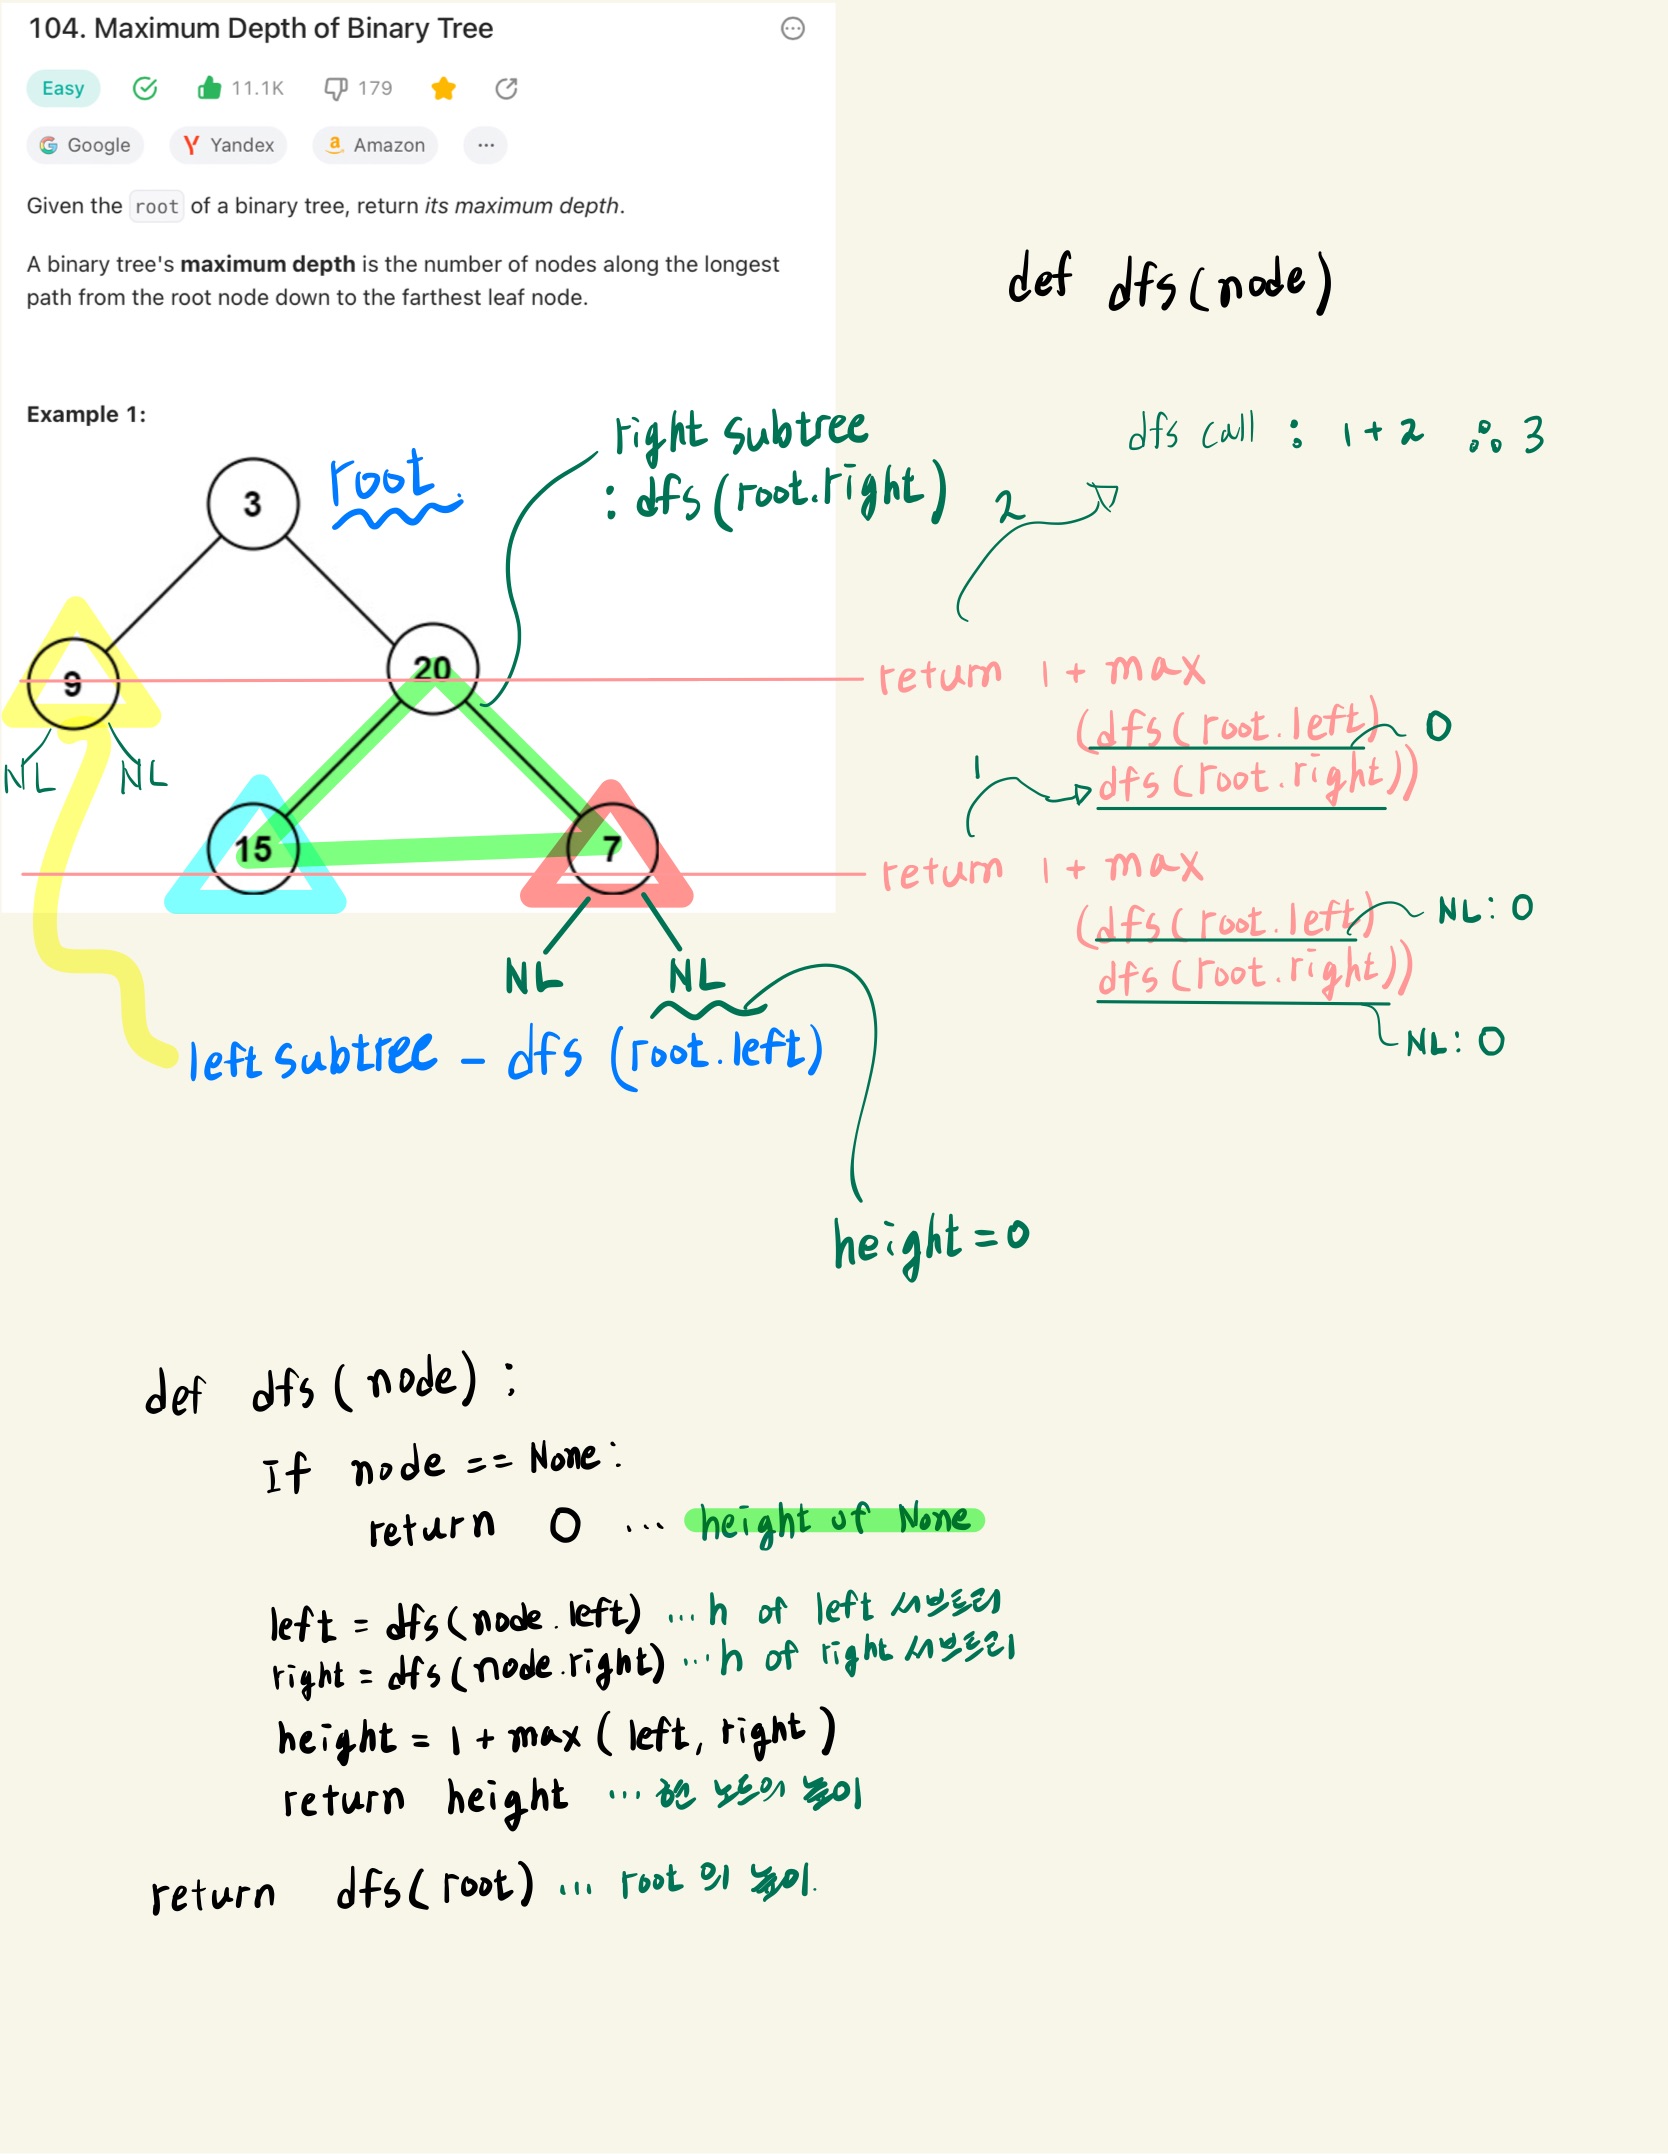 104. Maximum Depth of Binary Tree
Easy 11.1K 179
Google Yandex Amazon ...
Given the root of a binary tree, return its maximum depth.
A binary tree's maximum depth is the number of nodes along the longest
path from the root node down to the farthest leaf node.
def dfs(node)
Example 1:
right subtree
: dfs(root.right)
dfs call : 1+2 ∴ 3
3 root
2
9 20
return 1 + max
(dfs(root.left) 0
dfs(root.right))
NL NL
1
15 7
return 1 + max
(dfs(root.left) NL: 0
dfs(root.right))
NL: 0
NL NL
left subtree - dfs (root.left)
height = 0
def dfs(node):
If node == None:
return 0 ... height of None
left = dfs(node.left) ... h of left 서브트리
right = dfs(node.right) ... h of right 서브트리
height = 1 + max(left, right)
return height ... 현 노드의 높이
return dfs(root) ... root 의 높이.